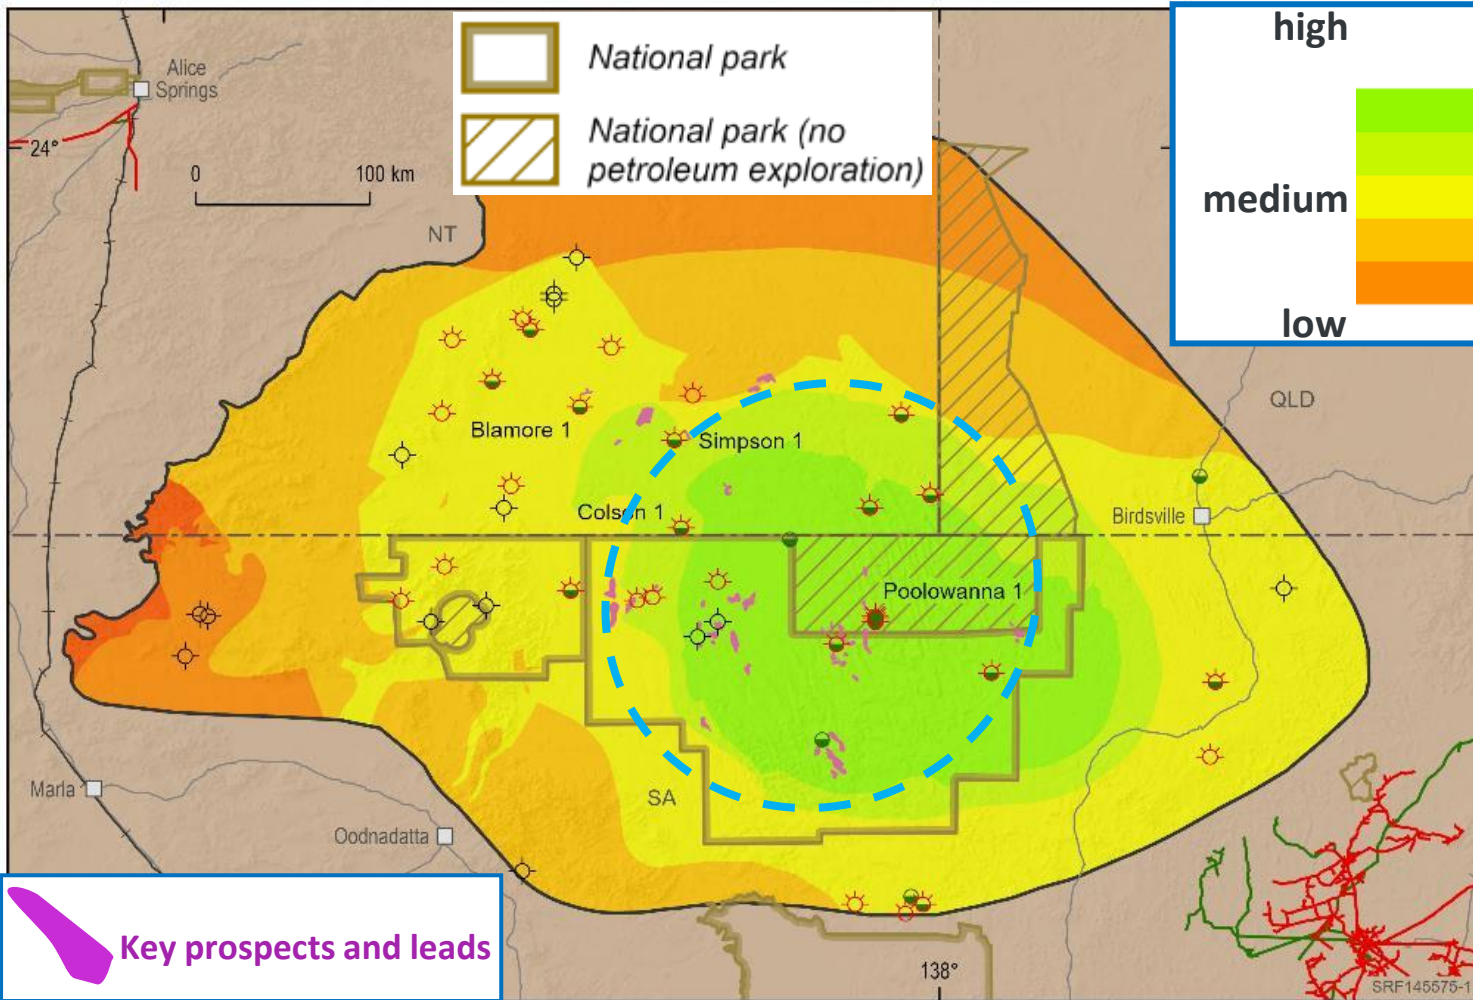 National park
National park (no
petroleum exploration)
high
medium
low
Alice
Springs
24°
0
100 km
NT
QLD
Blamore 1
Simpson 1
Colson 1
Birdsville
Poolowanna 1
Marla
SA
Oodnadatta
Key prospects and leads
138°
SRF145575-1